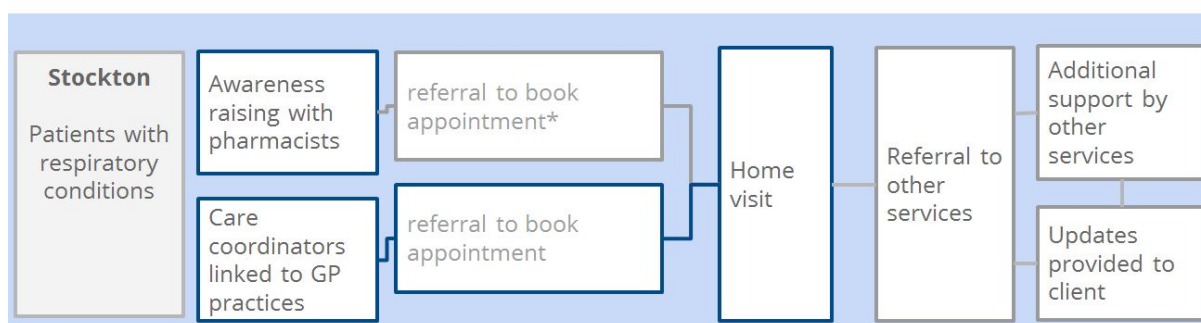 Stockton
Patients with
respiratory
conditions
Awareness
raising with
pharmacists
referral to book
appointment*
Care
coordinators
linked to GP
practices
referral to book
appointment
Home
visit
Referral to
other
services
Additional
support by
other
services
Updates
provided to
client